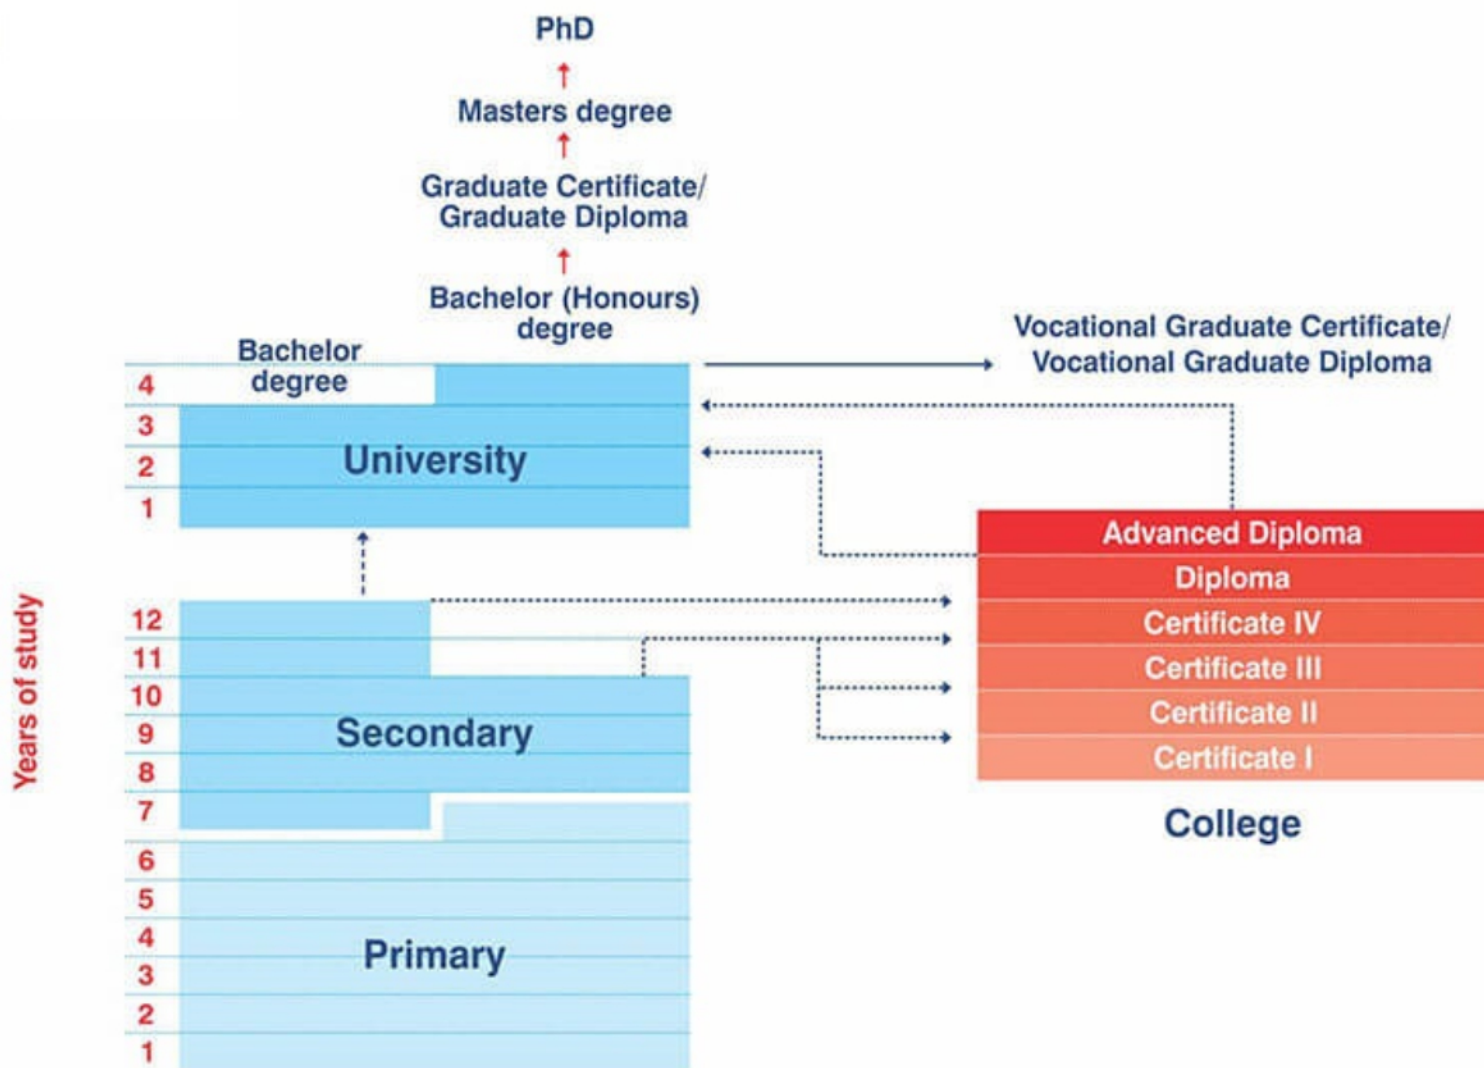 PhD
Masters degree
Graduate Certificate/
Graduate Diploma
Bachelor (Honours)
degree
Bachelor
degree
Vocational Graduate Certificate/
Vocational Graduate Diploma
4
3
2
1
University
Advanced Diploma
Diploma
Certificate IV
Certificate III
Certificate II
Certificate I
College
Years of study
12
11
10
9
8
7
Secondary
6
5
4
3
2
1
Primary